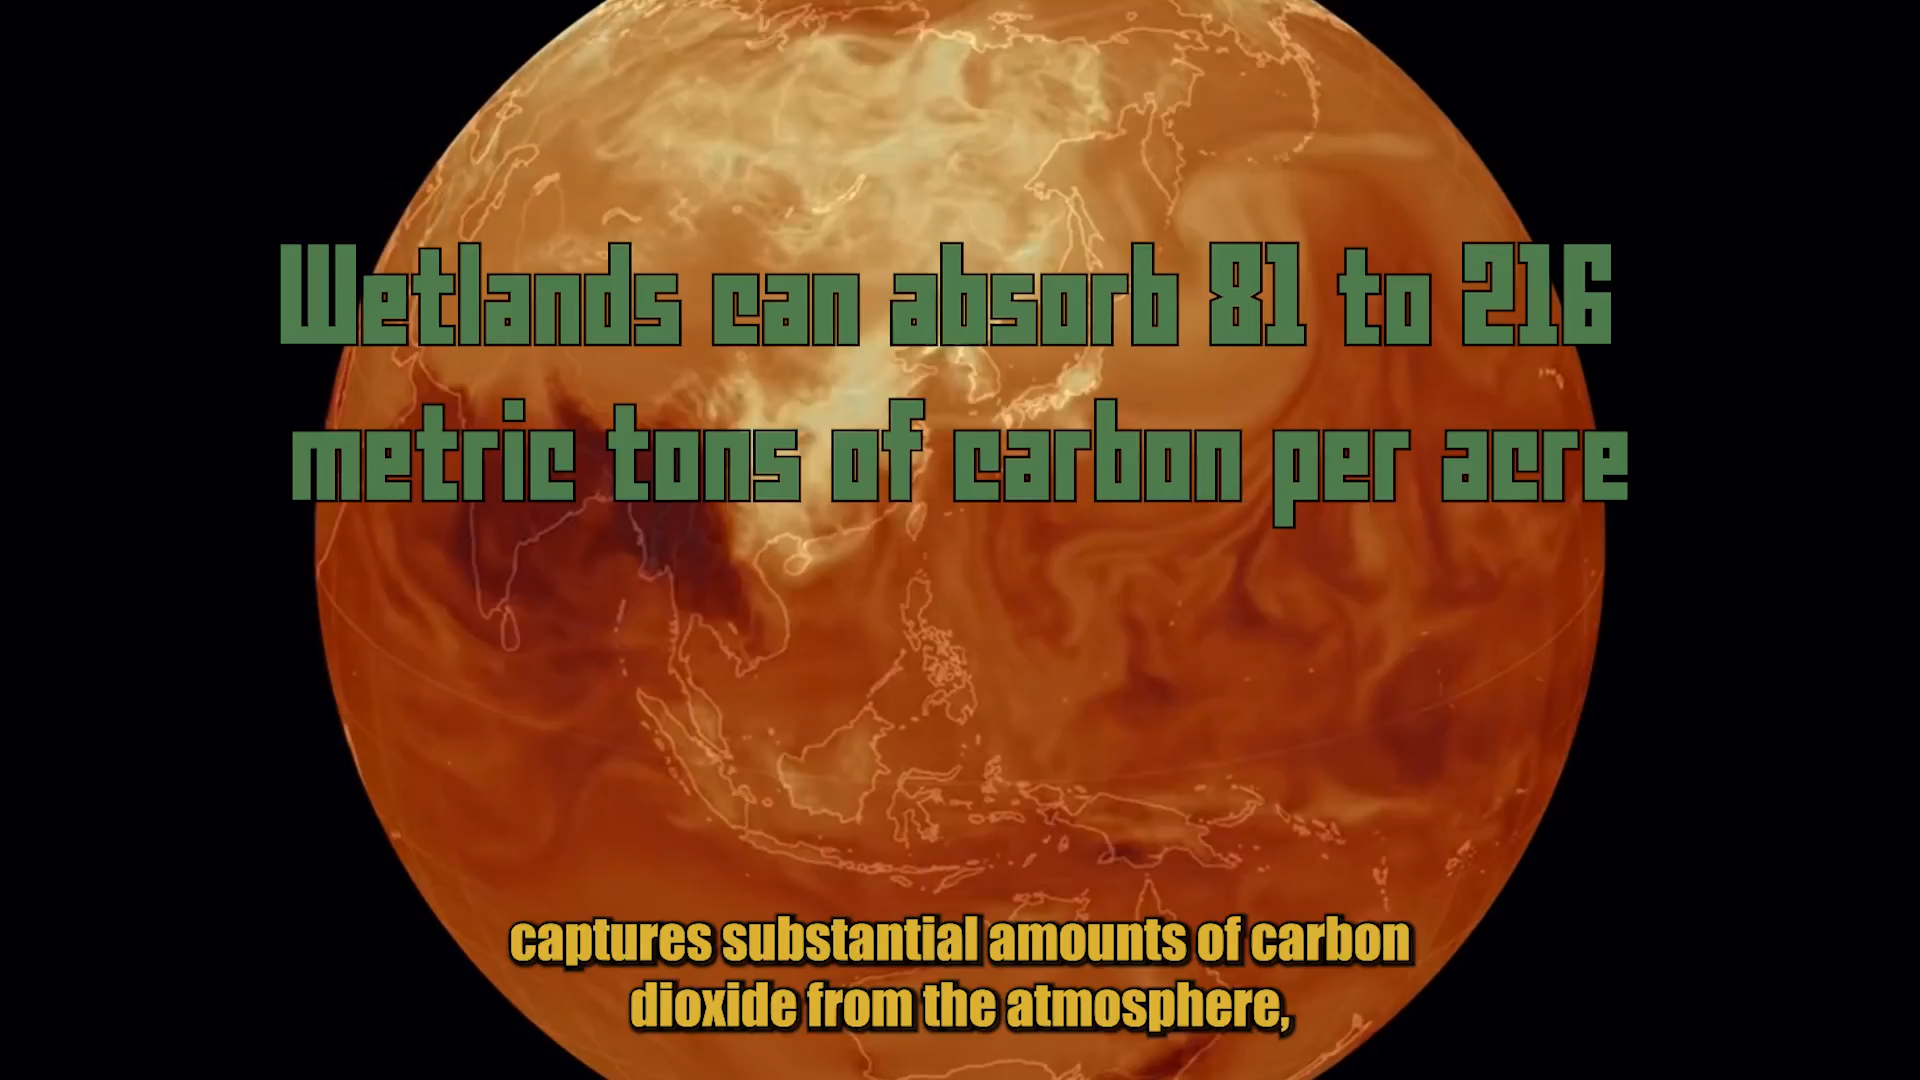 Wetlands can absorb 81 to 216
metric tons of carbon per acre
captures substantial amounts of carbon
dioxide from the atmosphere,